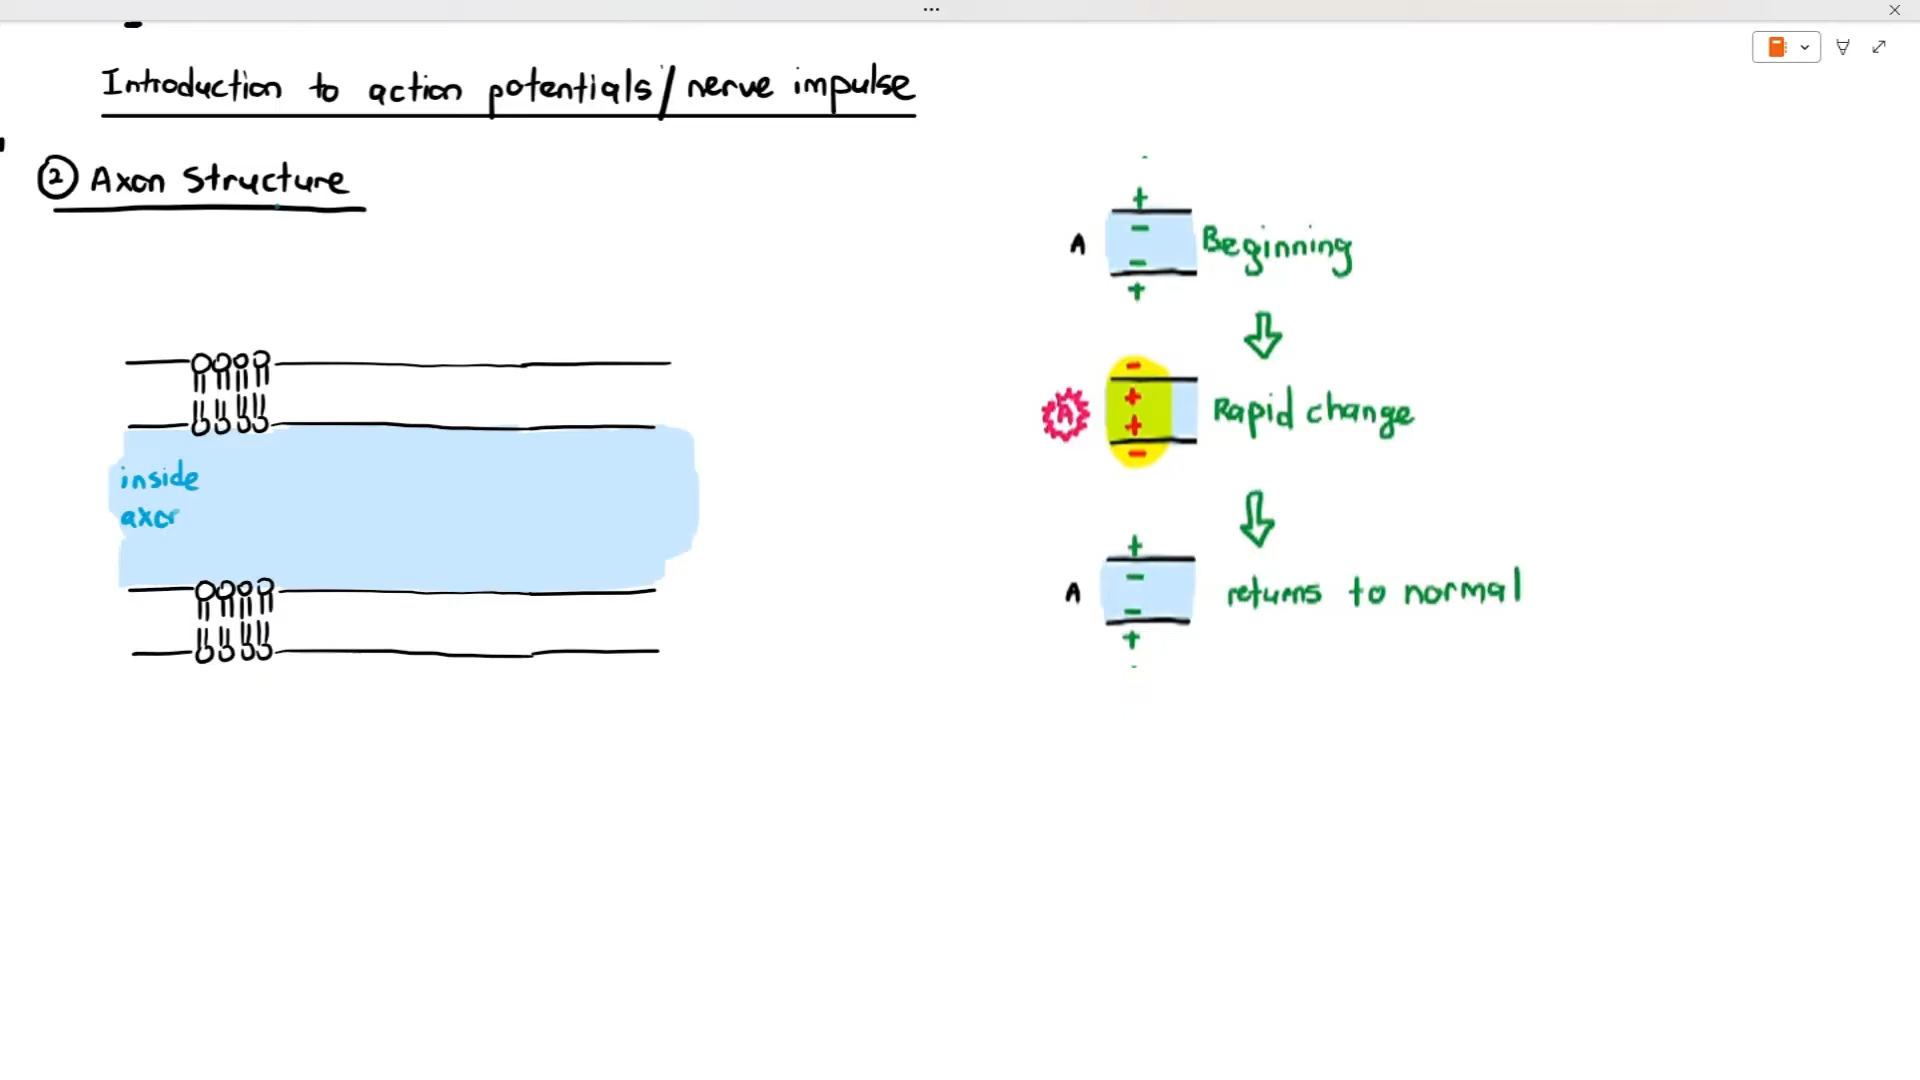 Introduction to action potentials/nerve impulse
2 Axon Structure
inside
axon
+
-
A Beginning
-
+
-
+
A Rapid change
+
-
+
-
A returns to normal
-
+